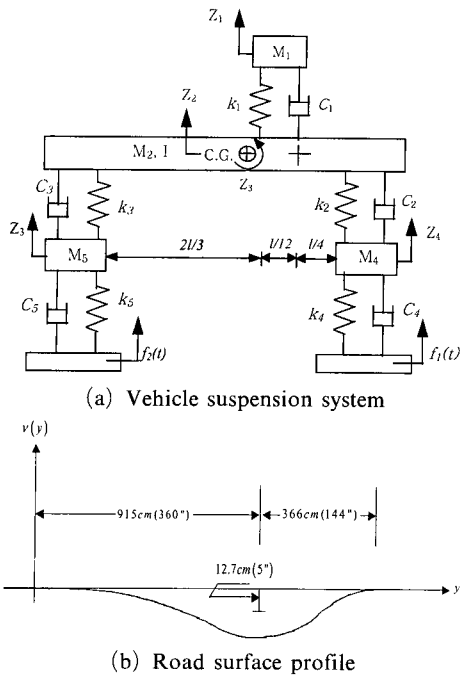 Z1
M1
k1
C1
Z2
M2, I
C.G.
Z3
C3
k3
k2
C2
Z3
M5
2l/3
l/12
l/4
M4
Z4
C5
k5
k4
C4
f2(t)
f1(t)
(a) Vehicle suspension system
v(y)
915cm(360")
366cm(144")
12.7cm(5")
y
(b) Road surface profile